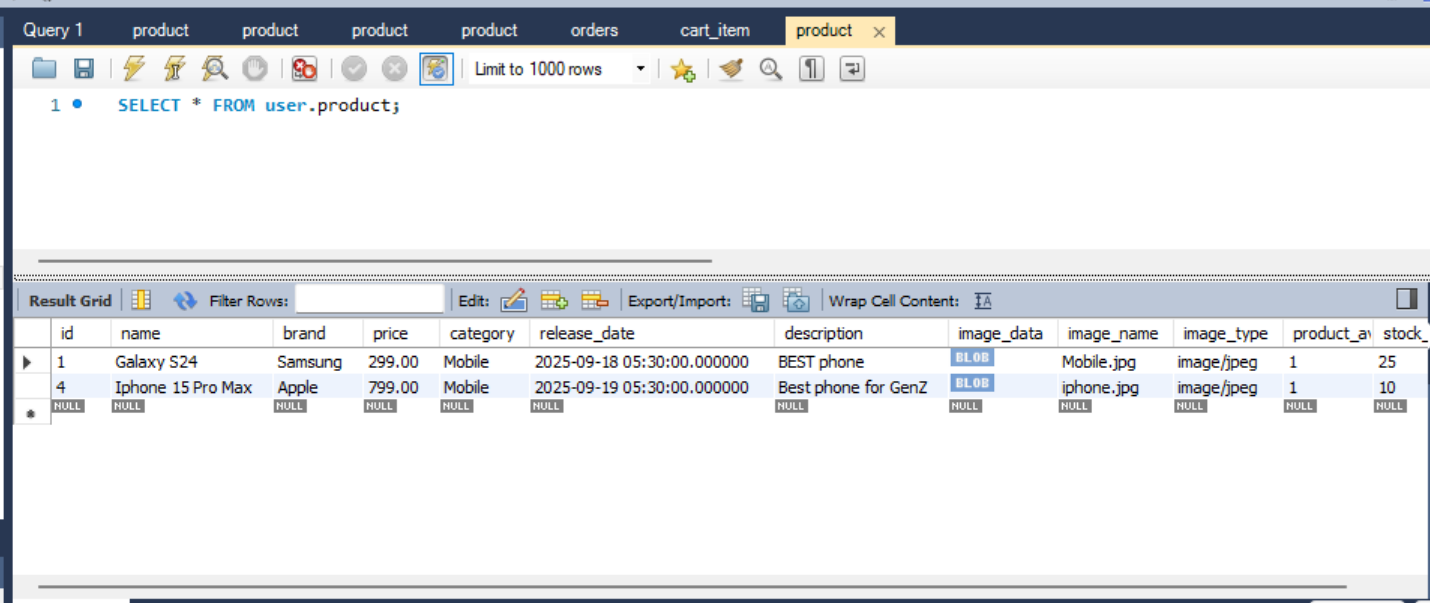 Query 1 product product product product orders cart_item product
Limit to 1000 rows
1 SELECT * FROM user.product;
Result Grid Filter Rows: Edit: Export/Import: Wrap Cell Content: IA
id name brand price category release_date description image_data image_name image_type product_av stock_
1 Galaxy S24 Samsung 299.00 Mobile 2025-09-18 05:30:00.000000 BEST phone BLOB Mobile.jpg image/jpeg 1 25
4 Iphone 15 Pro Max Apple 799.00 Mobile 2025-09-19 05:30:00.000000 Best phone for GenZ BLOB iphone.jpg image/jpeg 1 10
NULL NULL NULL NULL NULL NULL NULL NULL NULL NULL NULL NULL